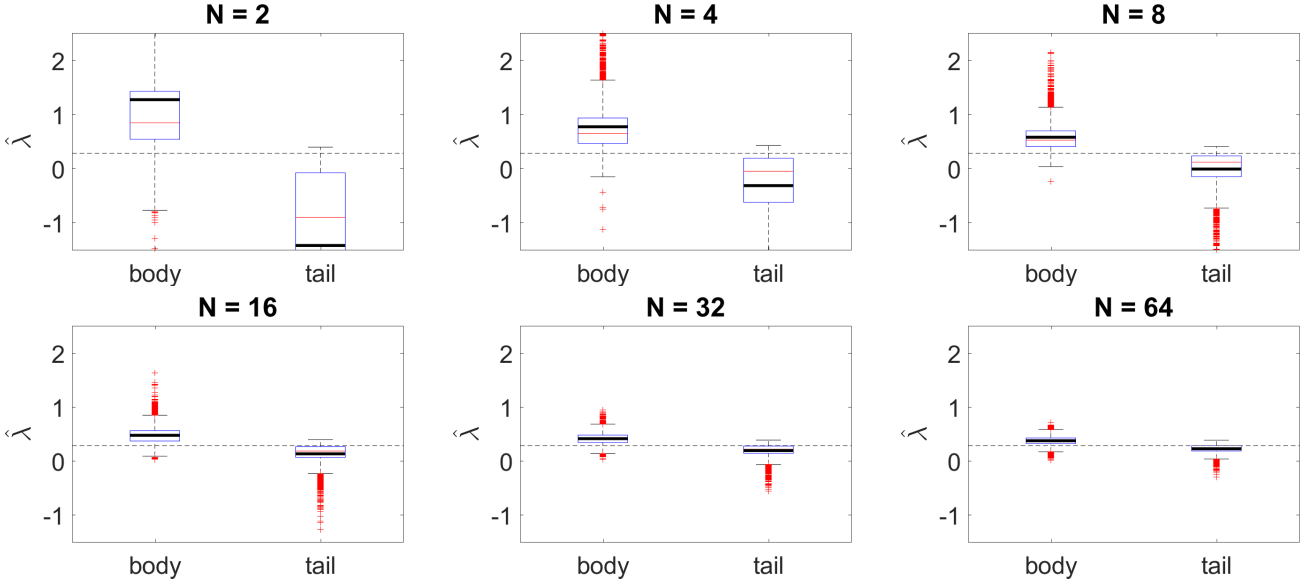 N = 2
N = 4
N = 8
2
1
0
-1
λ̂
body
tail
2
1
0
-1
λ̂
body
tail
2
1
0
-1
λ̂
body
tail
N = 16
N = 32
N = 64
2
1
0
-1
λ̂
body
tail
2
1
0
-1
λ̂
body
tail
2
1
0
-1
λ̂
body
tail